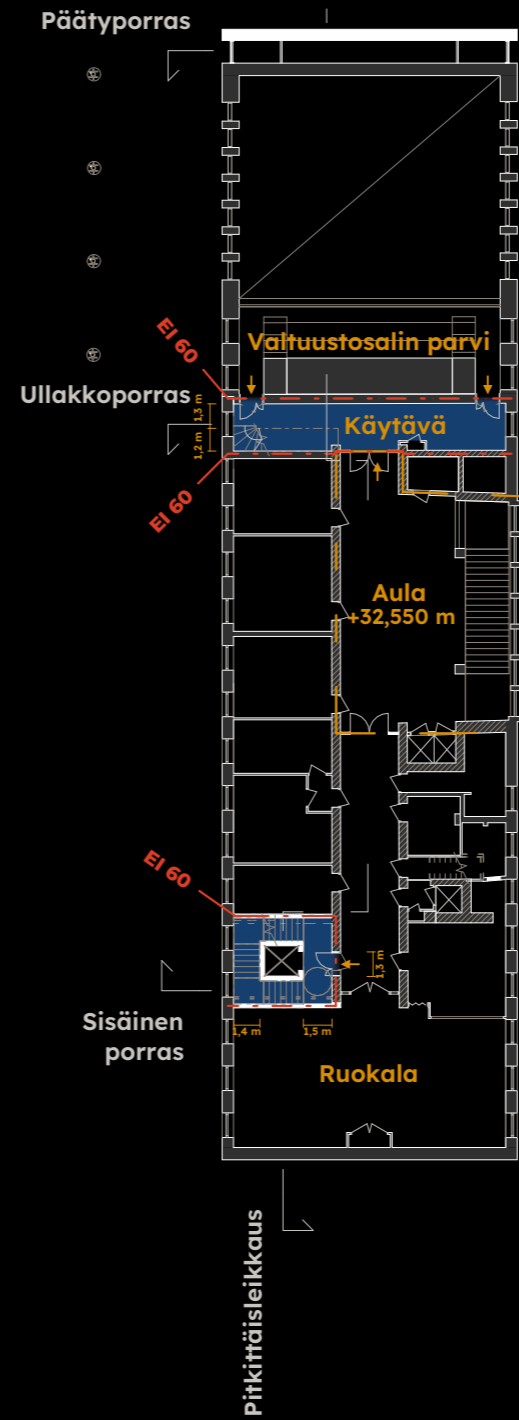 Päätyporras
EI 60
Valtuustosalin parvi
Ullakkoporras
1,3 m
Käytävä
1,2 m
EI 60
Aula
+32,550 m
EI 60
1,3 m
Sisäinen
porras
1,4 m
1,5 m
Ruokala
Pitkittäisleikkaus